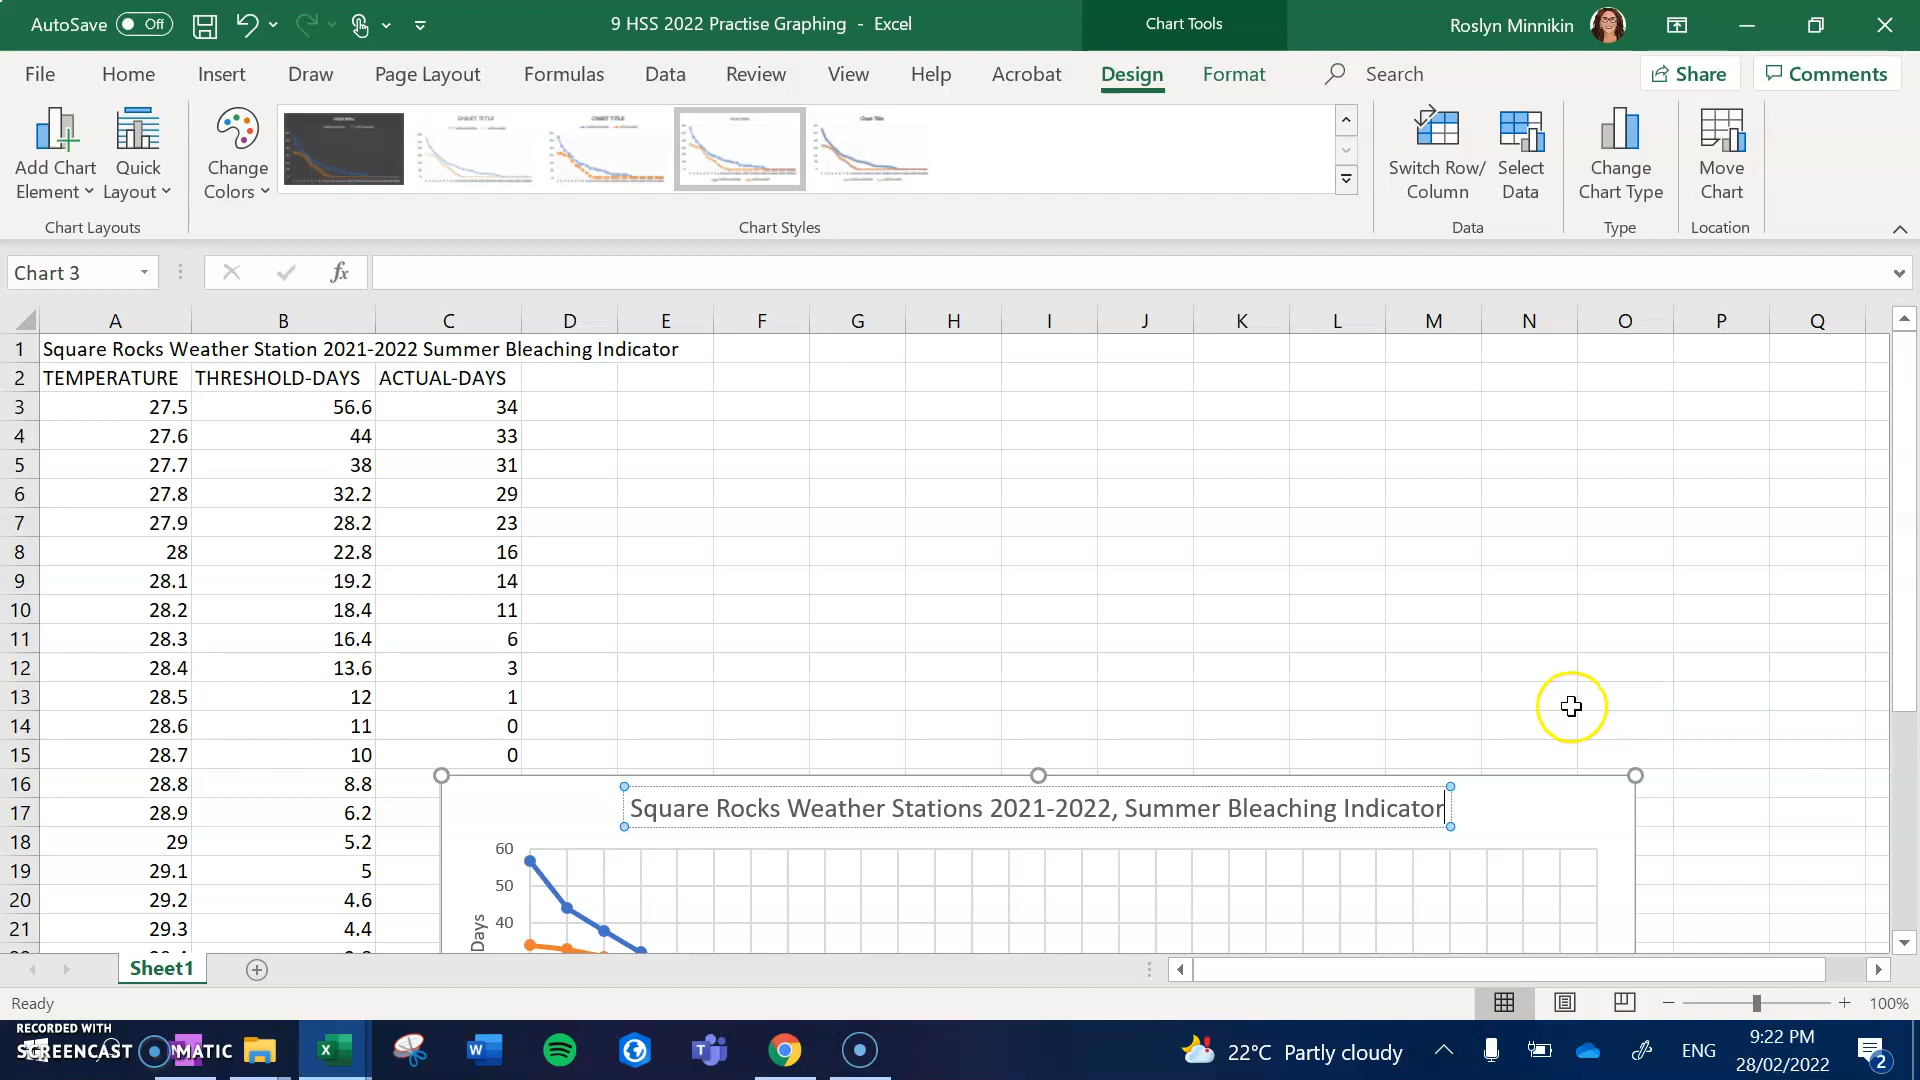 AutoSave Off 9 HSS 2022 Practise Graphing - Excel Chart Tools Roslyn Minnikin
File Home Insert Draw Page Layout Formulas Data Review View Help Acrobat Design Format Search Share Comments
Add Chart Element
Quick Layout
Change Colors
Switch Row/ Column
Select Data
Change Chart Type
Move Chart
Chart Layouts Chart Styles Data Type Location
Chart 3 fx
A B C D E F G H I J K L M N O P Q
1 Square Rocks Weather Station 2021-2022 Summer Bleaching Indicator
2 TEMPERATURE THRESHOLD-DAYS ACTUAL-DAYS
3 27.5 56.6 34
4 27.6 44 33
5 27.7 38 31
6 27.8 32.2 29
7 27.9 28.2 23
8 28 22.8 16
9 28.1 19.2 14
10 28.2 18.4 11
11 28.3 16.4 6
12 28.4 13.6 3
13 28.5 12 1
14 28.6 11 0
15 28.7 10 0
16 28.8 8.8
17 28.9 6.2
18 29 5.2
19 29.1 5
20 29.2 4.6
21 29.3 4.4
Square Rocks Weather Stations 2021-2022, Summer Bleaching Indicator
60
50
40
Days
Sheet1
Ready 100%
RECORDED WITH
SCREENCAST MATIC
22°C Partly cloudy ENG 9:22 PM
28/02/2022 2